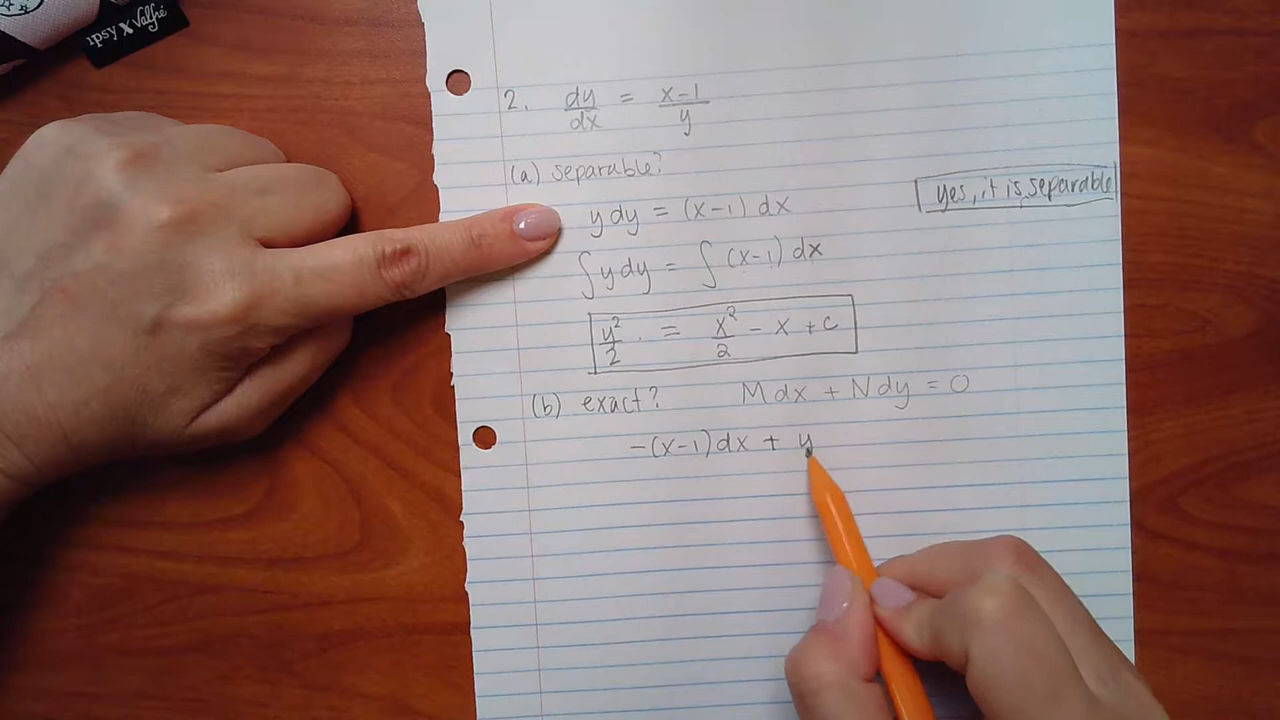 ipsy x Valfré
2. dy/dx = x-1/y
(a) separable?
yes, it is separable
y dy = (x-1) dx
∫ y dy = ∫ (x-1) dx
y²/2 = x²/2 - x + c
(b) exact? M dx + N dy = 0
-(x-1) dx + y